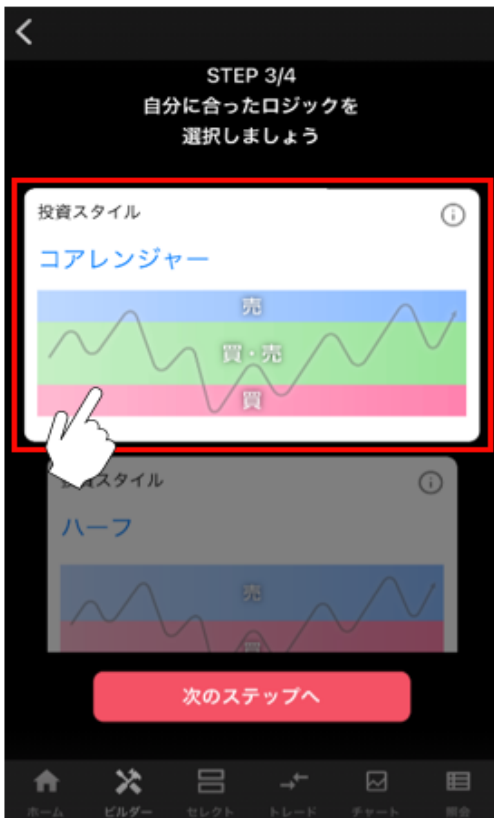 STEP 3/4
自分に合ったロジックを
選択しましょう
投資スタイル
コアレンジャー
売
買・売
買
投資スタイル
ハーフ
売
買
次のステップへ
ホーム ビルダー セレクト トレード チャート 照会